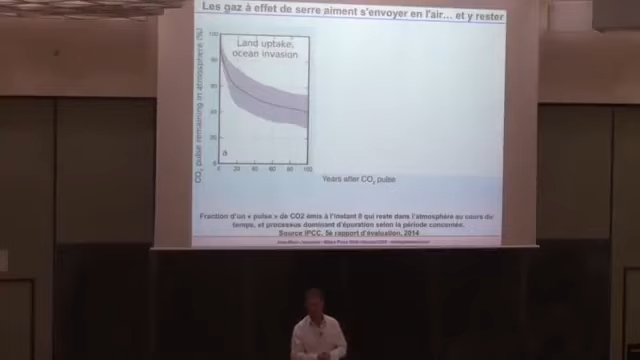 Les gaz à effet de serre aiment s'envoyer en l'air… et y rester
CO2 pulse remaining in atmosphere (%)
100
80
60
40
20
0
Land uptake,
ocean invasion
a
0 20 40 60 80 100
Years after CO2 pulse
Fraction d'un « pulse » de CO2 émis à l'instant 0 qui reste dans l'atmosphère au cours du
temps, et processus dominant d'épuration selon la période concernée.
Source IPCC, 5è rapport d'évaluation, 2014